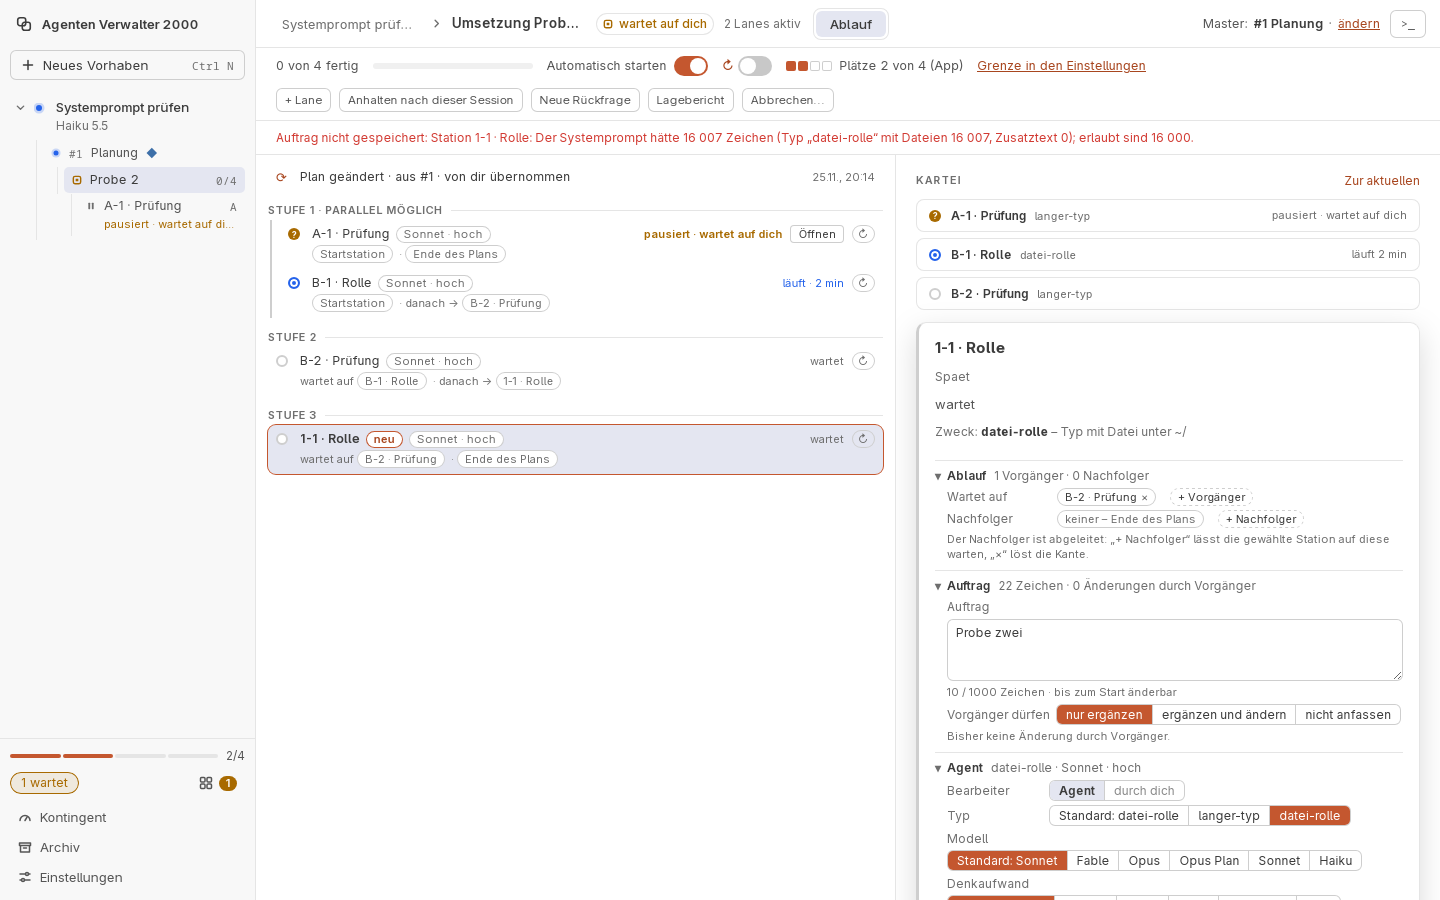 Agenten Verwalter 2000
Neues Vorhaben Ctrl N
Systemprompt prüfen
Haiku 5.5
#1 Planung
Probe 2 0/4
A-1 · Prüfung A
pausiert · wartet auf di…
2/4
1 wartet 1
Kontingent
Archiv
Einstellungen
Systemprompt prüf… › Umsetzung Prob… wartet auf dich 2 Lanes aktiv Ablauf Master: #1 Planung · ändern >_
0 von 4 fertig Automatisch starten Plätze 2 von 4 (App) Grenze in den Einstellungen
+ Lane Anhalten nach dieser Session Neue Rückfrage Lagebericht Abbrechen…
Auftrag nicht gespeichert: Station 1-1 · Rolle: Der Systemprompt hätte 16 007 Zeichen (Typ „datei-rolle“ mit Dateien 16 007, Zusatztext 0); erlaubt sind 16 000.
Plan geändert · aus #1 · von dir übernommen 25.11., 20:14
STUFE 1 · PARALLEL MÖGLICH
? A-1 · Prüfung Sonnet · hoch pausiert · wartet auf dich Öffnen
Startstation · Ende des Plans
B-1 · Rolle Sonnet · hoch läuft · 2 min
Startstation · danach → B-2 · Prüfung
STUFE 2
B-2 · Prüfung Sonnet · hoch wartet
wartet auf B-1 · Rolle · danach → 1-1 · Rolle
STUFE 3
1-1 · Rolle neu Sonnet · hoch wartet
wartet auf B-2 · Prüfung · Ende des Plans
KARTEI Zur aktuellen
? A-1 · Prüfung langer-typ pausiert · wartet auf dich
B-1 · Rolle datei-rolle läuft 2 min
B-2 · Prüfung langer-typ
1-1 · Rolle
Spaet
wartet
Zweck: datei-rolle – Typ mit Datei unter ~/
▾ Ablauf 1 Vorgänger · 0 Nachfolger
Wartet auf B-2 · Prüfung × + Vorgänger
Nachfolger keiner – Ende des Plans + Nachfolger
Der Nachfolger ist abgeleitet: „+ Nachfolger“ lässt die gewählte Station auf diese
warten, „×“ löst die Kante.
▾ Auftrag 22 Zeichen · 0 Änderungen durch Vorgänger
Auftrag
Probe zwei
10 / 1000 Zeichen · bis zum Start änderbar
Vorgänger dürfen nur ergänzen ergänzen und ändern nicht anfassen
Bisher keine Änderung durch Vorgänger.
▾ Agent datei-rolle · Sonnet · hoch
Bearbeiter Agent durch dich
Typ Standard: datei-rolle langer-typ datei-rolle
Modell
Standard: Sonnet Fable Opus Opus Plan Sonnet Haiku
Denkaufwand